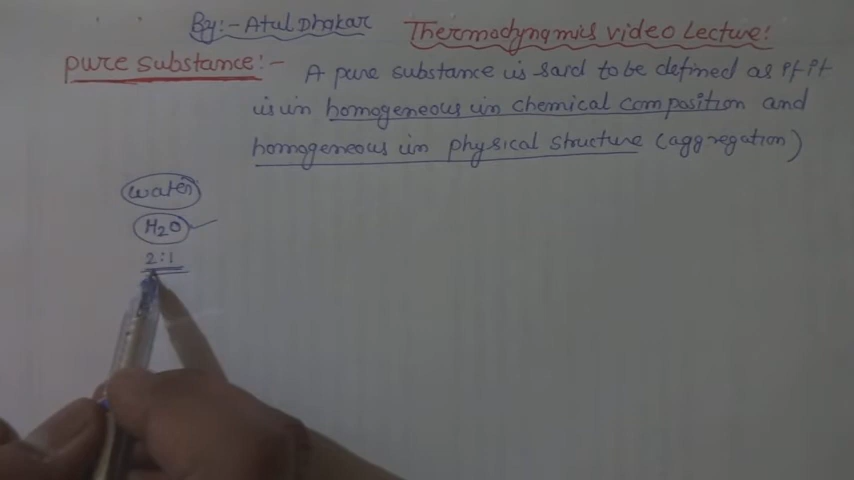 By:- Atul Dhakar
Thermodynamics video Lecture:
pure substance:- A pure substance is said to be defined as if it
is in homogeneous in chemical composition and
homogeneous in physical structure (aggregation)
water
H2O
2:1